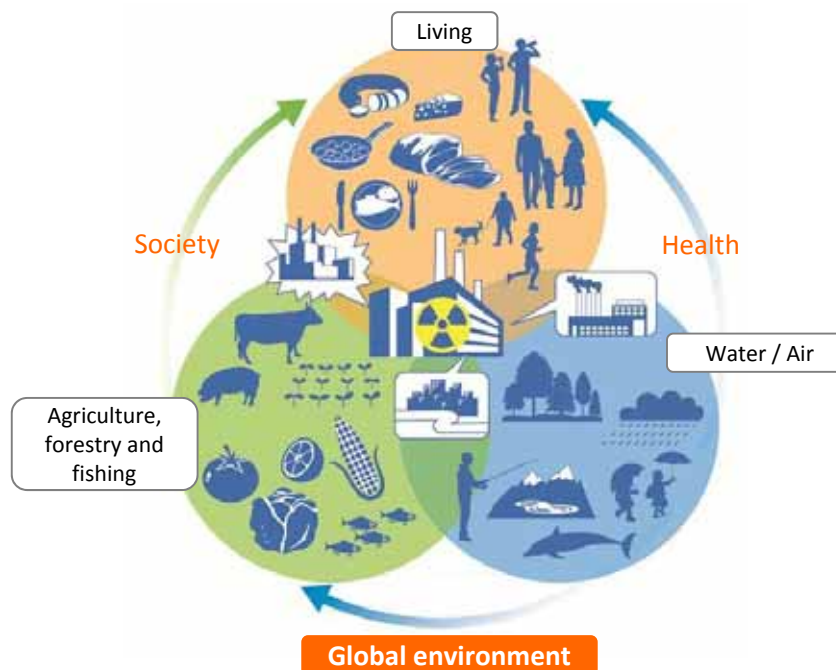 Living
Society
Health
Water / Air
Agriculture,
forestry and
fishing
Global environment